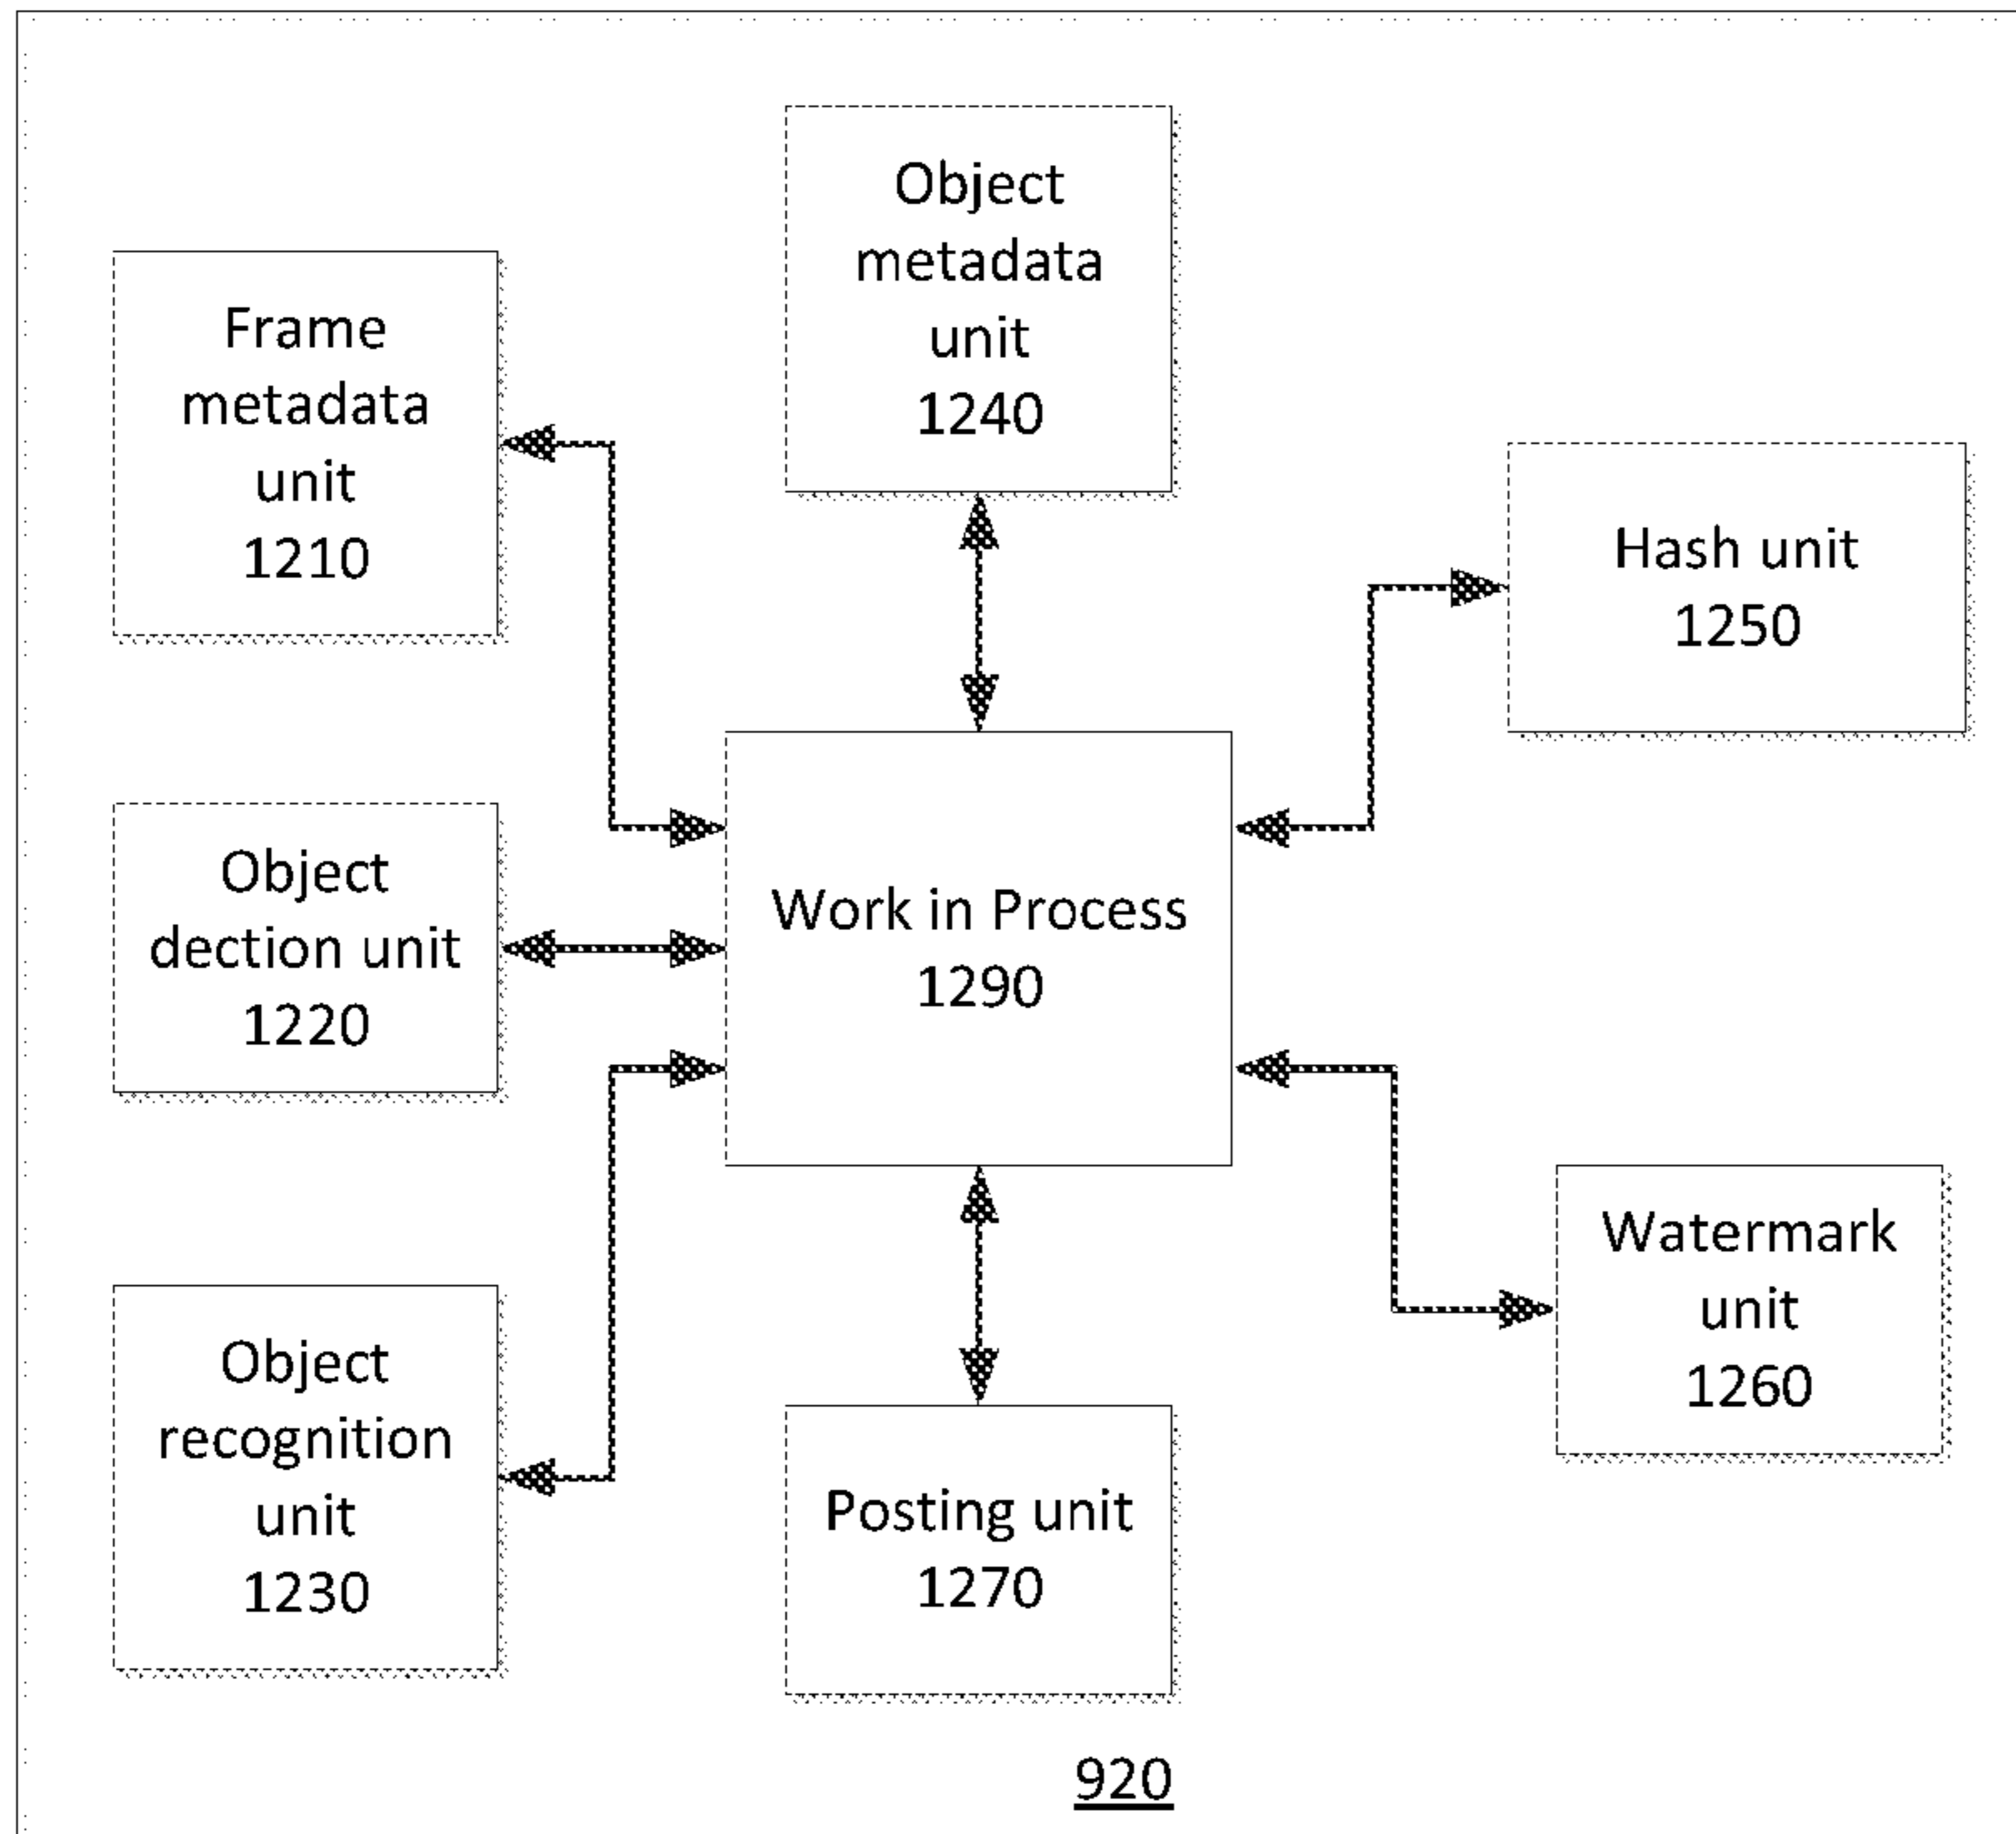 Object
metadata
unit
1240
Frame
metadata
unit
1210
Hash unit
1250
Object
dection unit
1220
Work in Process
1290
Object
recognition
unit
1230
Watermark
unit
1260
Posting unit
1270
920